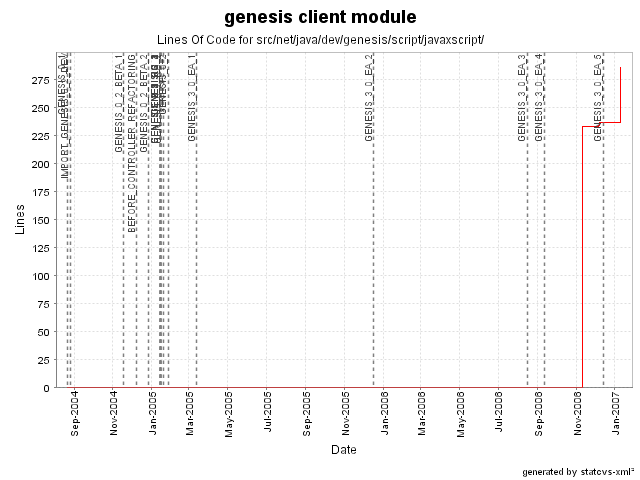 genesis client module
Lines Of Code for src/net/java/dev/genesis/script/javaxscript/
Lines
275
250
225
200
175
150
125
100
75
50
25
0
GENESIS_0_2_BETA_1
BEFORE_CONTROLLER_REFACTORING
GENESIS_0_2_BETA_2
GENESIS_3_0_EA_1
GENESIS_3_0_EA_2
GENESIS_3_0_EA_3
GENESIS_3_0_EA_4
GENESIS_3_0_EA_5
Sep-2004
Nov-2004
Jan-2005
Mar-2005
May-2005
Jul-2005
Sep-2005
Nov-2005
Jan-2006
Mar-2006
May-2006
Jul-2006
Sep-2006
Nov-2006
Jan-2007
Date
generated by statcvs-xml²